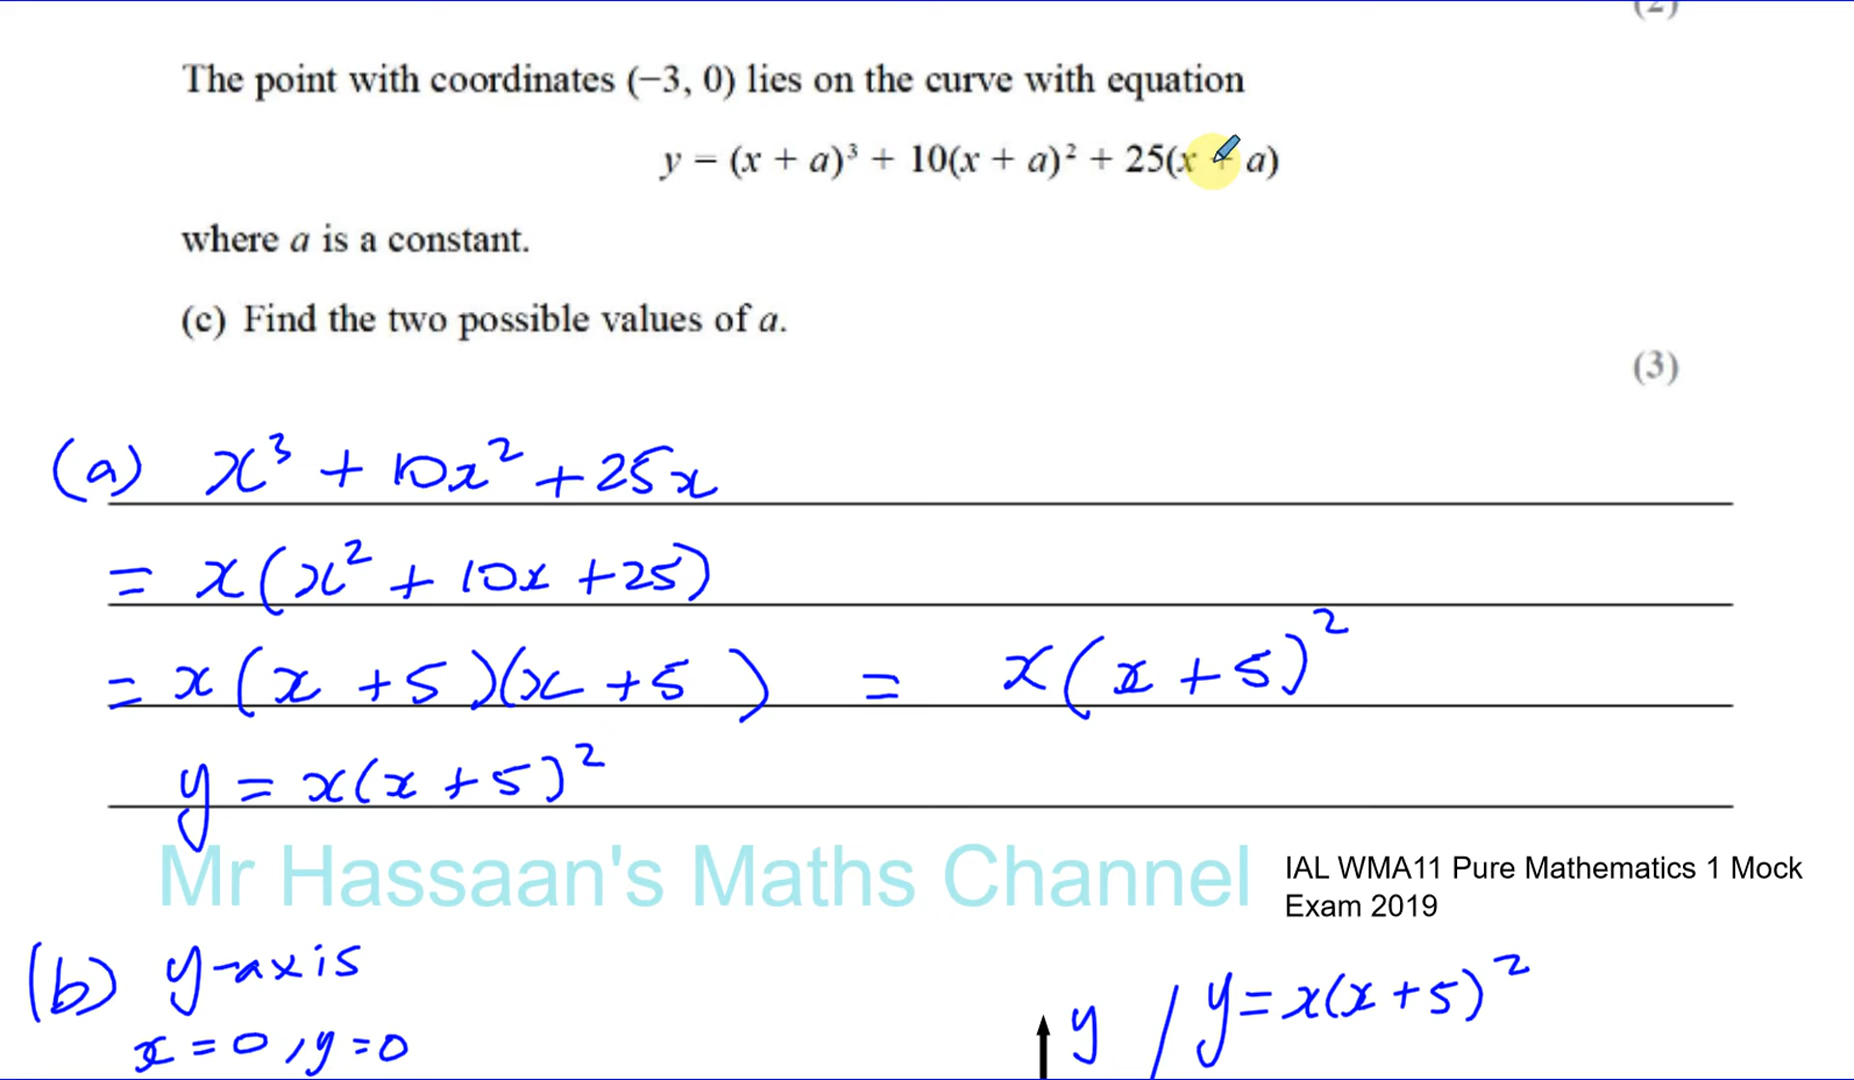 (2)
The point with coordinates (−3, 0) lies on the curve with equation
y = (x + a)³ + 10(x + a)² + 25(x + a)
where a is a constant.
(c) Find the two possible values of a.
(3)
(a) x³ + 10x² + 25x
= x(x² + 10x + 25)
= x(x + 5)(x + 5) = x(x + 5)²
y = x(x + 5)²
Mr Hassaan's Maths Channel
IAL WMA11 Pure Mathematics 1 Mock
Exam 2019
(b) y-axis
x = 0, y = 0
y
y = x(x + 5)²